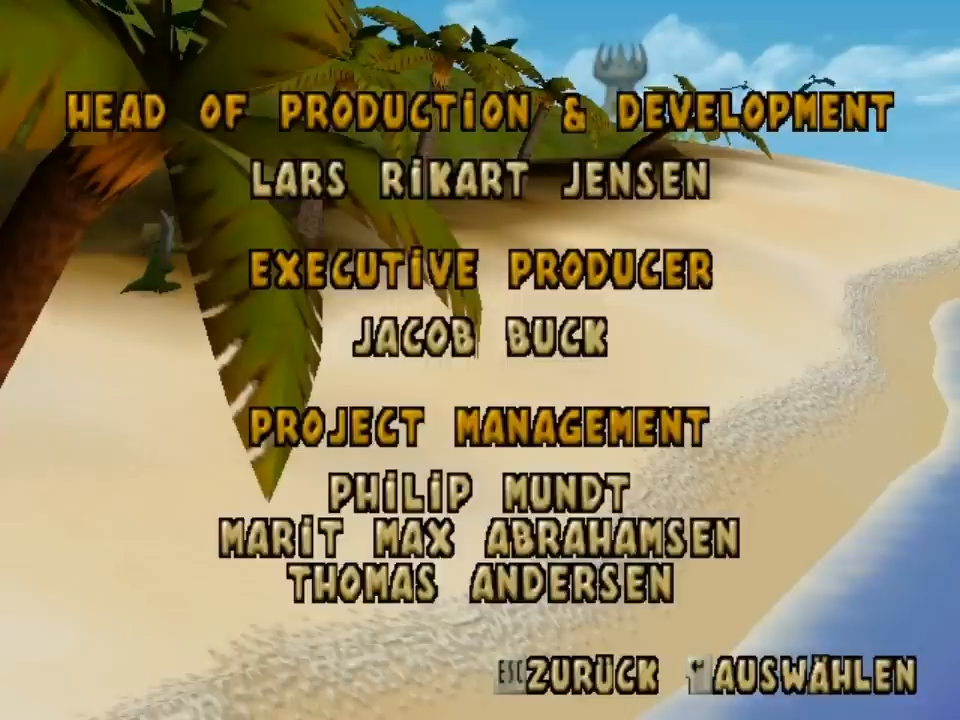 HEAD OF PRODUCTiON & DEVELOPMENT
LARS RiKART JENSEN
EXECUTiVE PRODUCER
JACOB BUCK
PROJECT MANAGEMENT
PHiLiP MUNDT
MARiT MAX ABRAHAMSEN
THOMAS ANDERSEN
ESC ZURÜCK AUSWÄHLEN